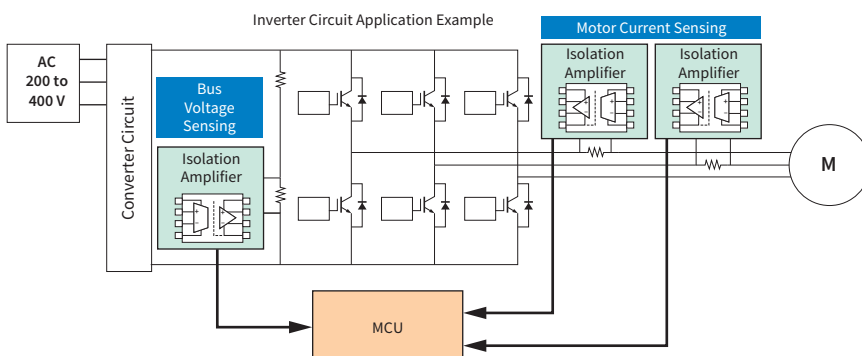 Inverter Circuit Application Example
Motor Current Sensing
AC
200 to
400 V
Converter Circuit
Bus
Voltage
Sensing
Isolation
Amplifier
Isolation
Amplifier
Isolation
Amplifier
M
MCU